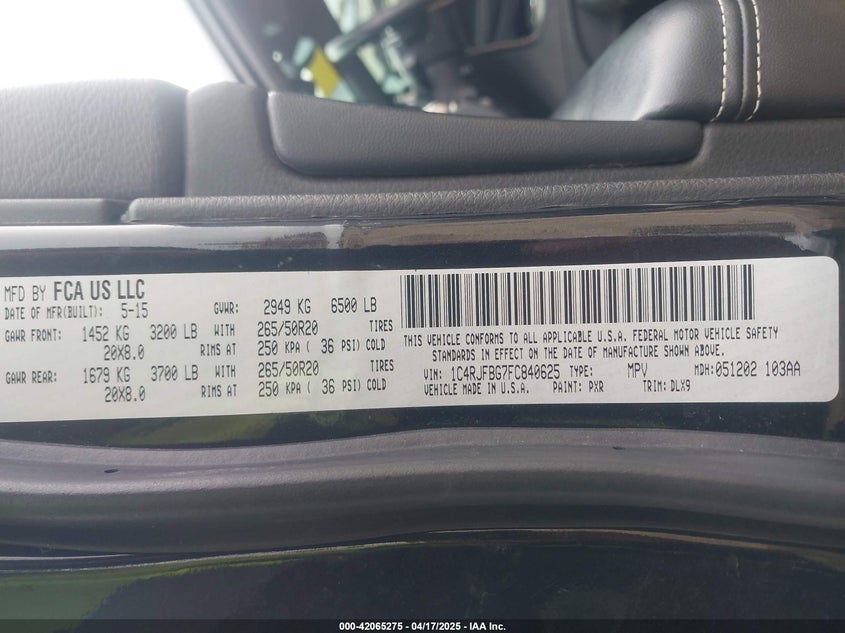 MFD BY FCA US LLC
DATE OF MFR(BUILT): 5-15 GVWR: 2949 KG 6500 LB
GAWR FRONT: 1452 KG 3200 LB WITH 265/50R20 TIRES
20X8.0 RIMS AT 250 KPA ( 36 PSI) COLD
GAWR REAR: 1679 KG 3700 LB WITH 265/50R20 TIRES
20X8.0 RIMS AT 250 KPA ( 36 PSI) COLD
THIS VEHICLE CONFORMS TO ALL APPLICABLE U.S.A. FEDERAL MOTOR VEHICLE SAFETY
STANDARDS IN EFFECT ON THE DATE OF MANUFACTURE SHOWN ABOVE.
VIN: 1C4RJFBG7FC840625 TYPE: MPV MDH: 051202 103AA
VEHICLE MADE IN U.S.A. PAINT: PXR TRIM: DLX9
000-42065275 - 04/17/2025 - IAA Inc.